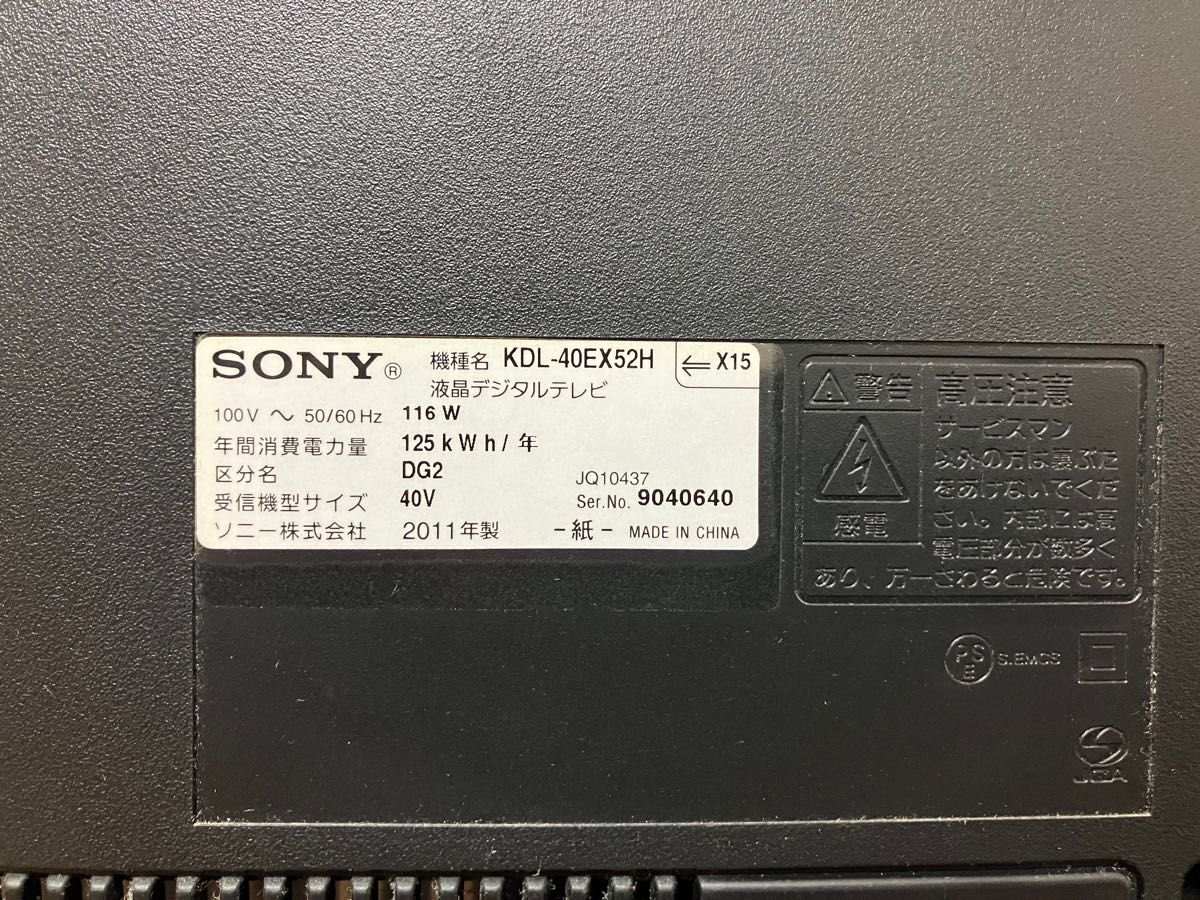 SONY® 機種名 KDL-40EX52H ⇐X15
液晶デジタルテレビ
100V ～ 50/60Hz 116 W
年間消費電力量 125 k W h / 年
区分名 DG2 JQ10437
受信機型サイズ 40V Ser.No. 9040640
ソニー株式会社 2011年製 -紙- MADE IN CHINA
警告
感電
高圧注意
サービスマン
以外の方は裏ぶた
をあけないでくだ
さい。内部には高
電圧部分が数多く
あり、万一さわると危険です。
PSE S.EMCS
JQA